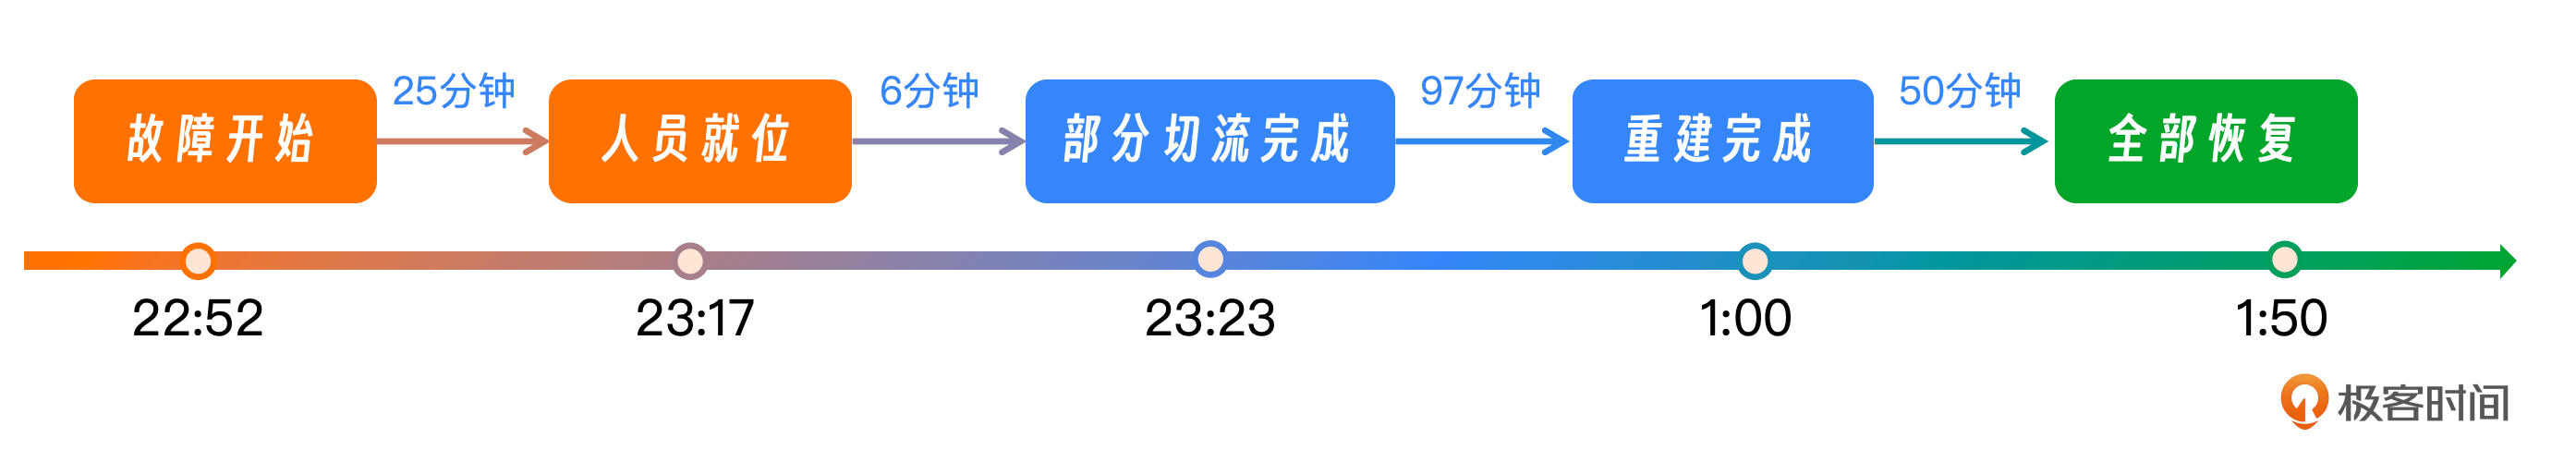 25分钟
6分钟
97分钟
50分钟
故障开始
人员就位
部分切流完成
重建完成
全部恢复
22:52
23:17
23:23
1:00
1:50
极客时间